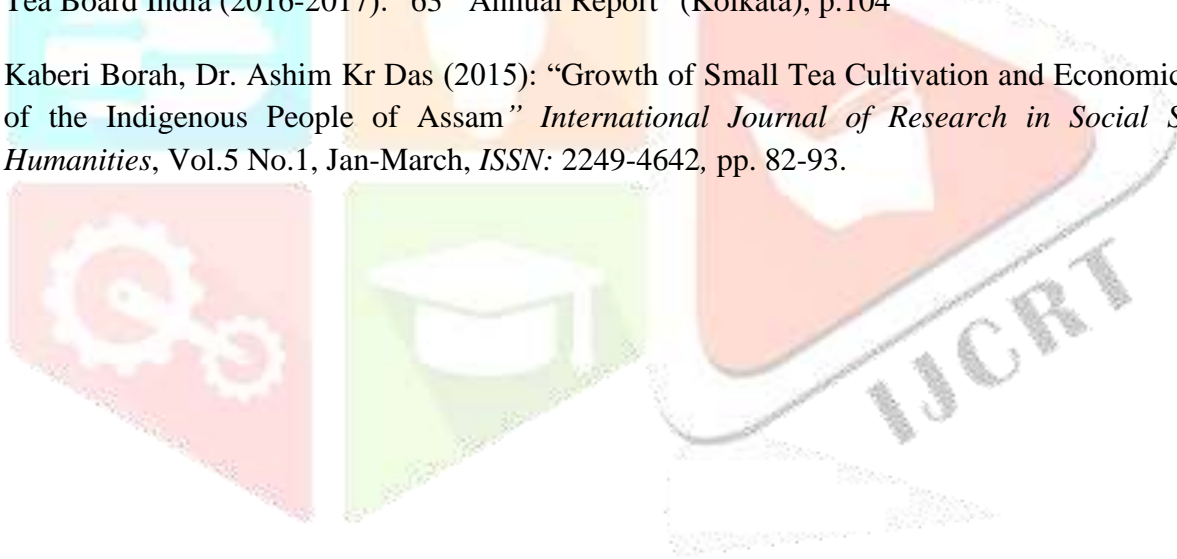 Tea Board India (2016-2017): “63 Annual Report” (Kolkata), p.104
Kaberi Borah, Dr. Ashim Kr Das (2015): “Growth of Small Tea Cultivation and Economic
of the Indigenous People of Assam” International Journal of Research in Social
Humanities, Vol.5 No.1, Jan-March, ISSN: 2249-4642, pp. 82-93.
IJCRT